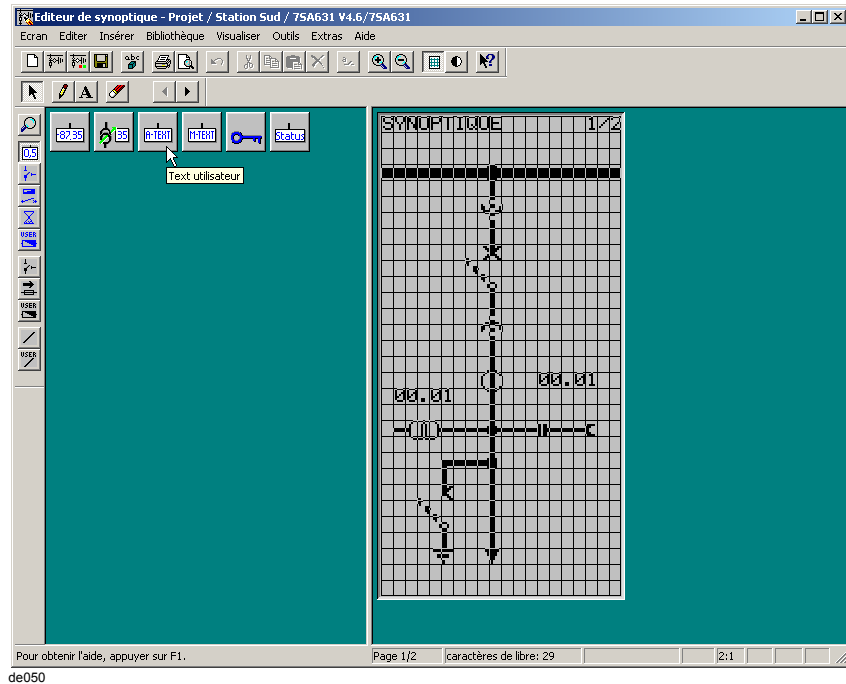 Editeur de synoptique - Projet / Station Sud / 7SA631 V4.6/7SA631
Ecran Editer Insérer Bibliothèque Visualiser Outils Extras Aide
abc
A
-87,35 35 A-TEXT M-TEXT Status
Text utilisateur
0,5
USER
USER
USER
SYNOPTIQUE 1/2
00.01
00.01
Pour obtenir l'aide, appuyer sur F1. Page 1/2 caractères de libre: 29 2:1
de050